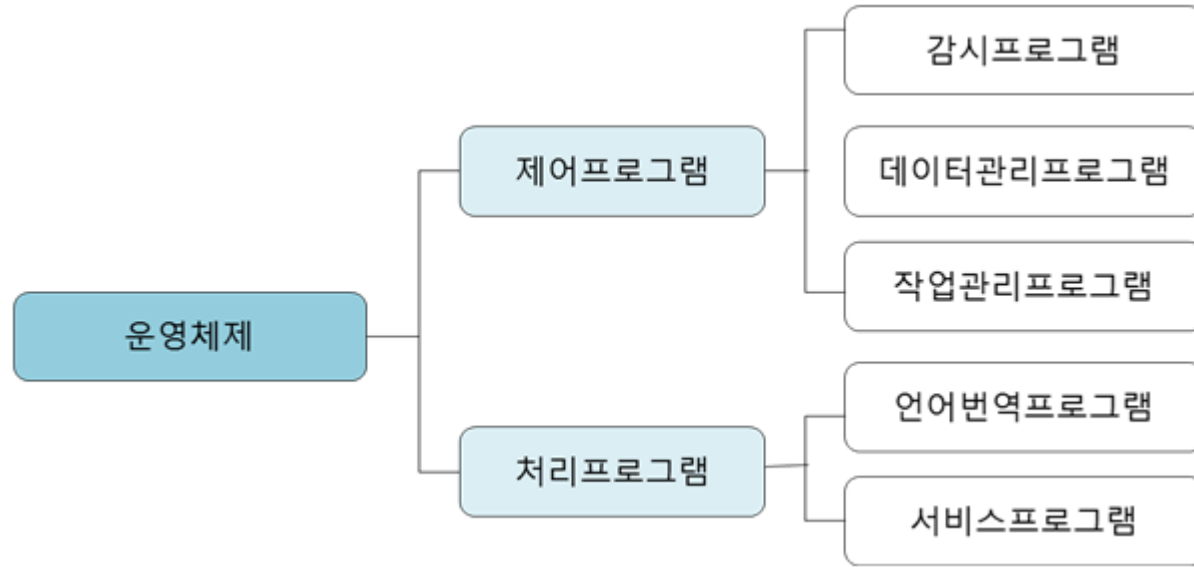 운영체제
제어프로그램
감시프로그램
데이터관리프로그램
작업관리프로그램
처리프로그램
언어번역프로그램
서비스프로그램